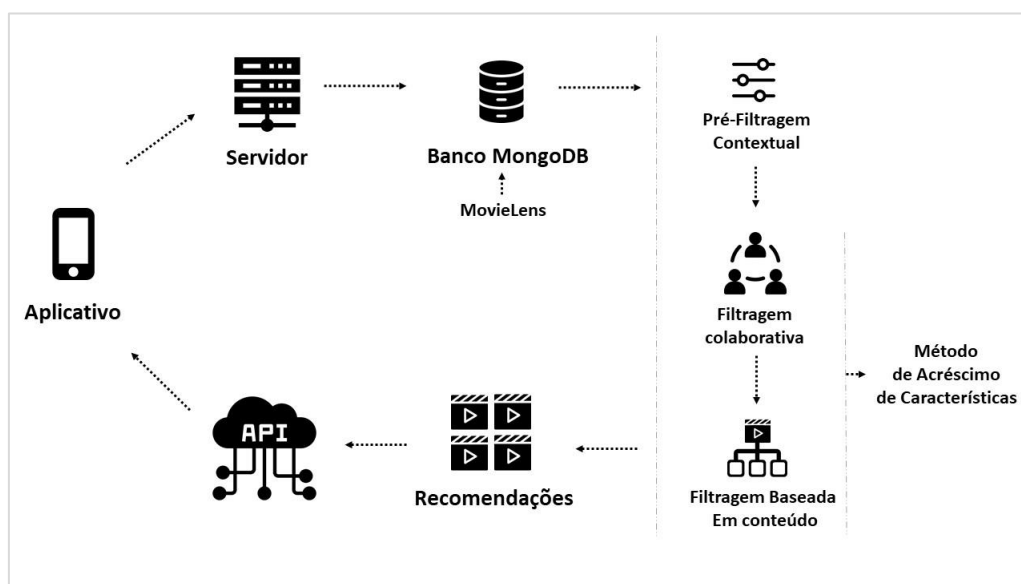 Servidor
Banco MongoDB
MovieLens
Pré-Filtragem
Contextual
Aplicativo
Filtragem
colaborativa
Método
de Acréscimo
de Características
API
Recomendações
Filtragem Baseada
Em conteúdo